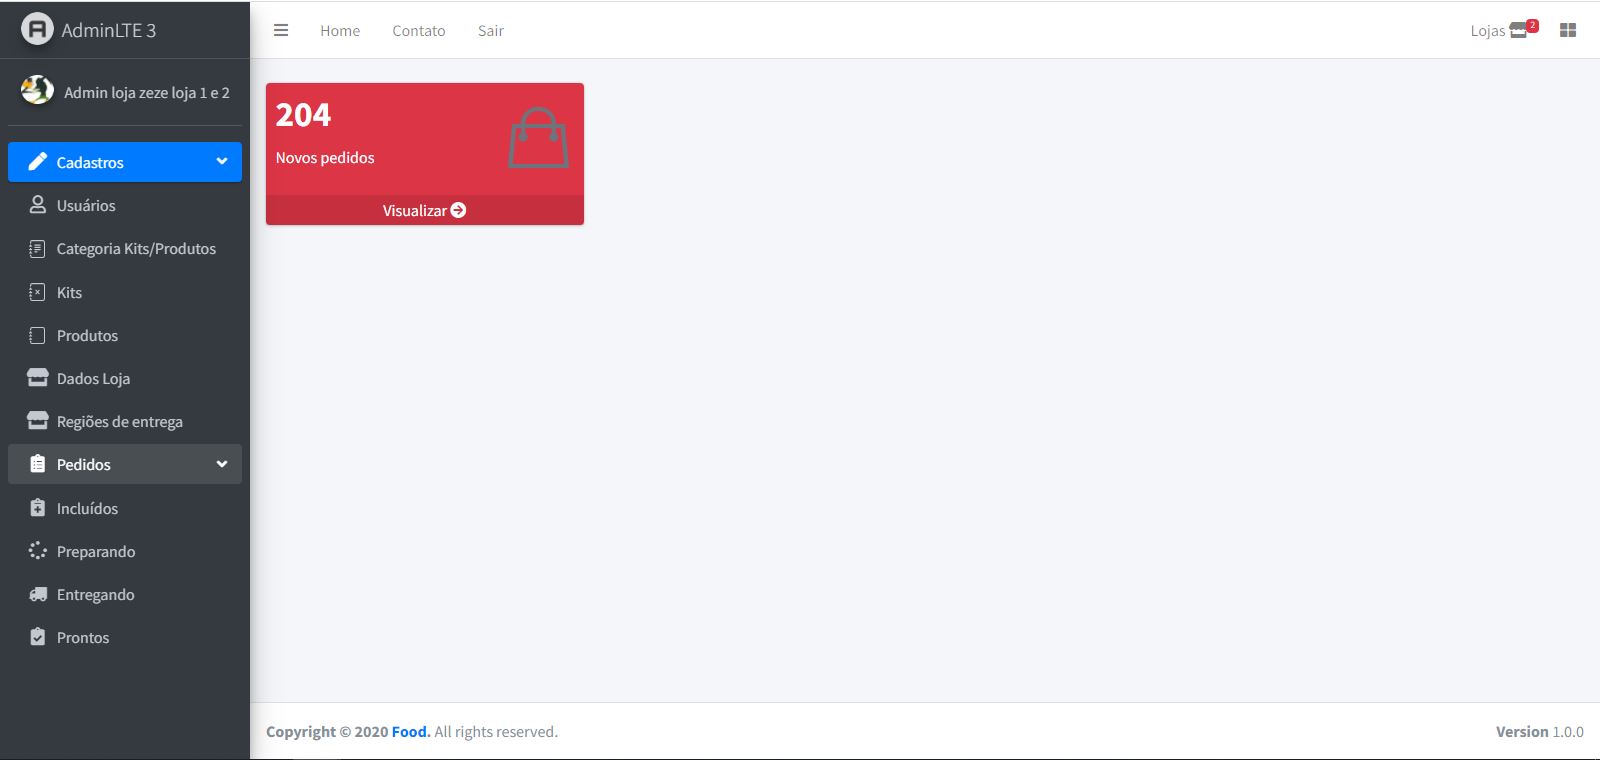 AdminLTE 3
Home
Contato
Sair
Lojas
2
Admin loja zeze loja 1 e 2
Cadastros
Usuários
Categoria Kits/Produtos
Kits
Produtos
Dados Loja
Regiões de entrega
Pedidos
Incluídos
Preparando
Entregando
Prontos
204
Novos pedidos
Visualizar
Copyright © 2020 Food. All rights reserved.
Version 1.0.0